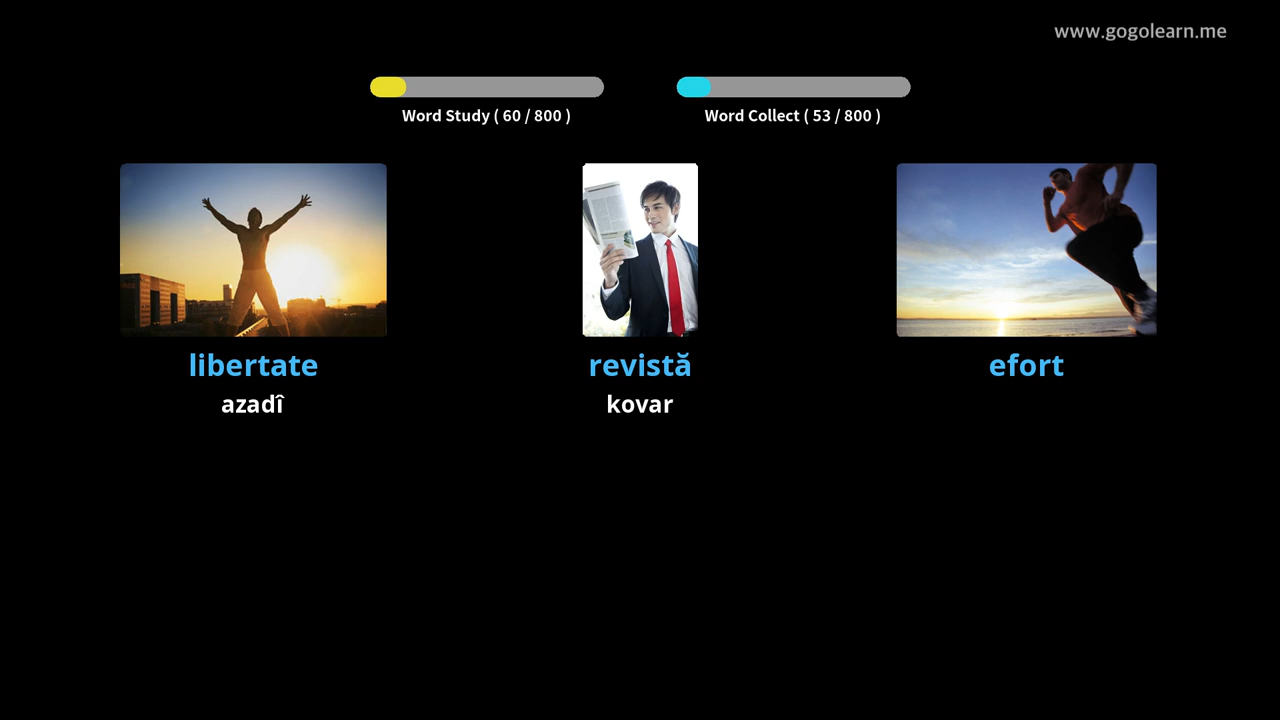 www.gogolearn.me
Word Study ( 60 / 800 )
Word Collect ( 53 / 800 )
libertate
revistă
efort
azadî
kovar